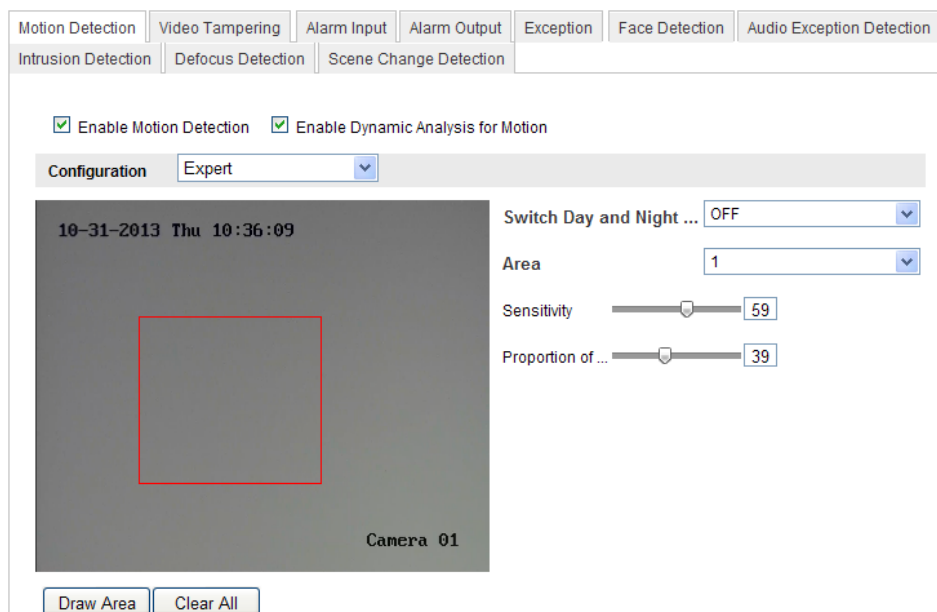 Motion Detection Video Tampering Alarm Input Alarm Output Exception Face Detection Audio Exception Detection
Intrusion Detection Defocus Detection Scene Change Detection
Enable Motion Detection Enable Dynamic Analysis for Motion
Configuration Expert
10-31-2013 Thu 10:36:09
Camera 01
Switch Day and Night ... OFF
Area 1
Sensitivity 59
Proportion of ... 39
Draw Area Clear All